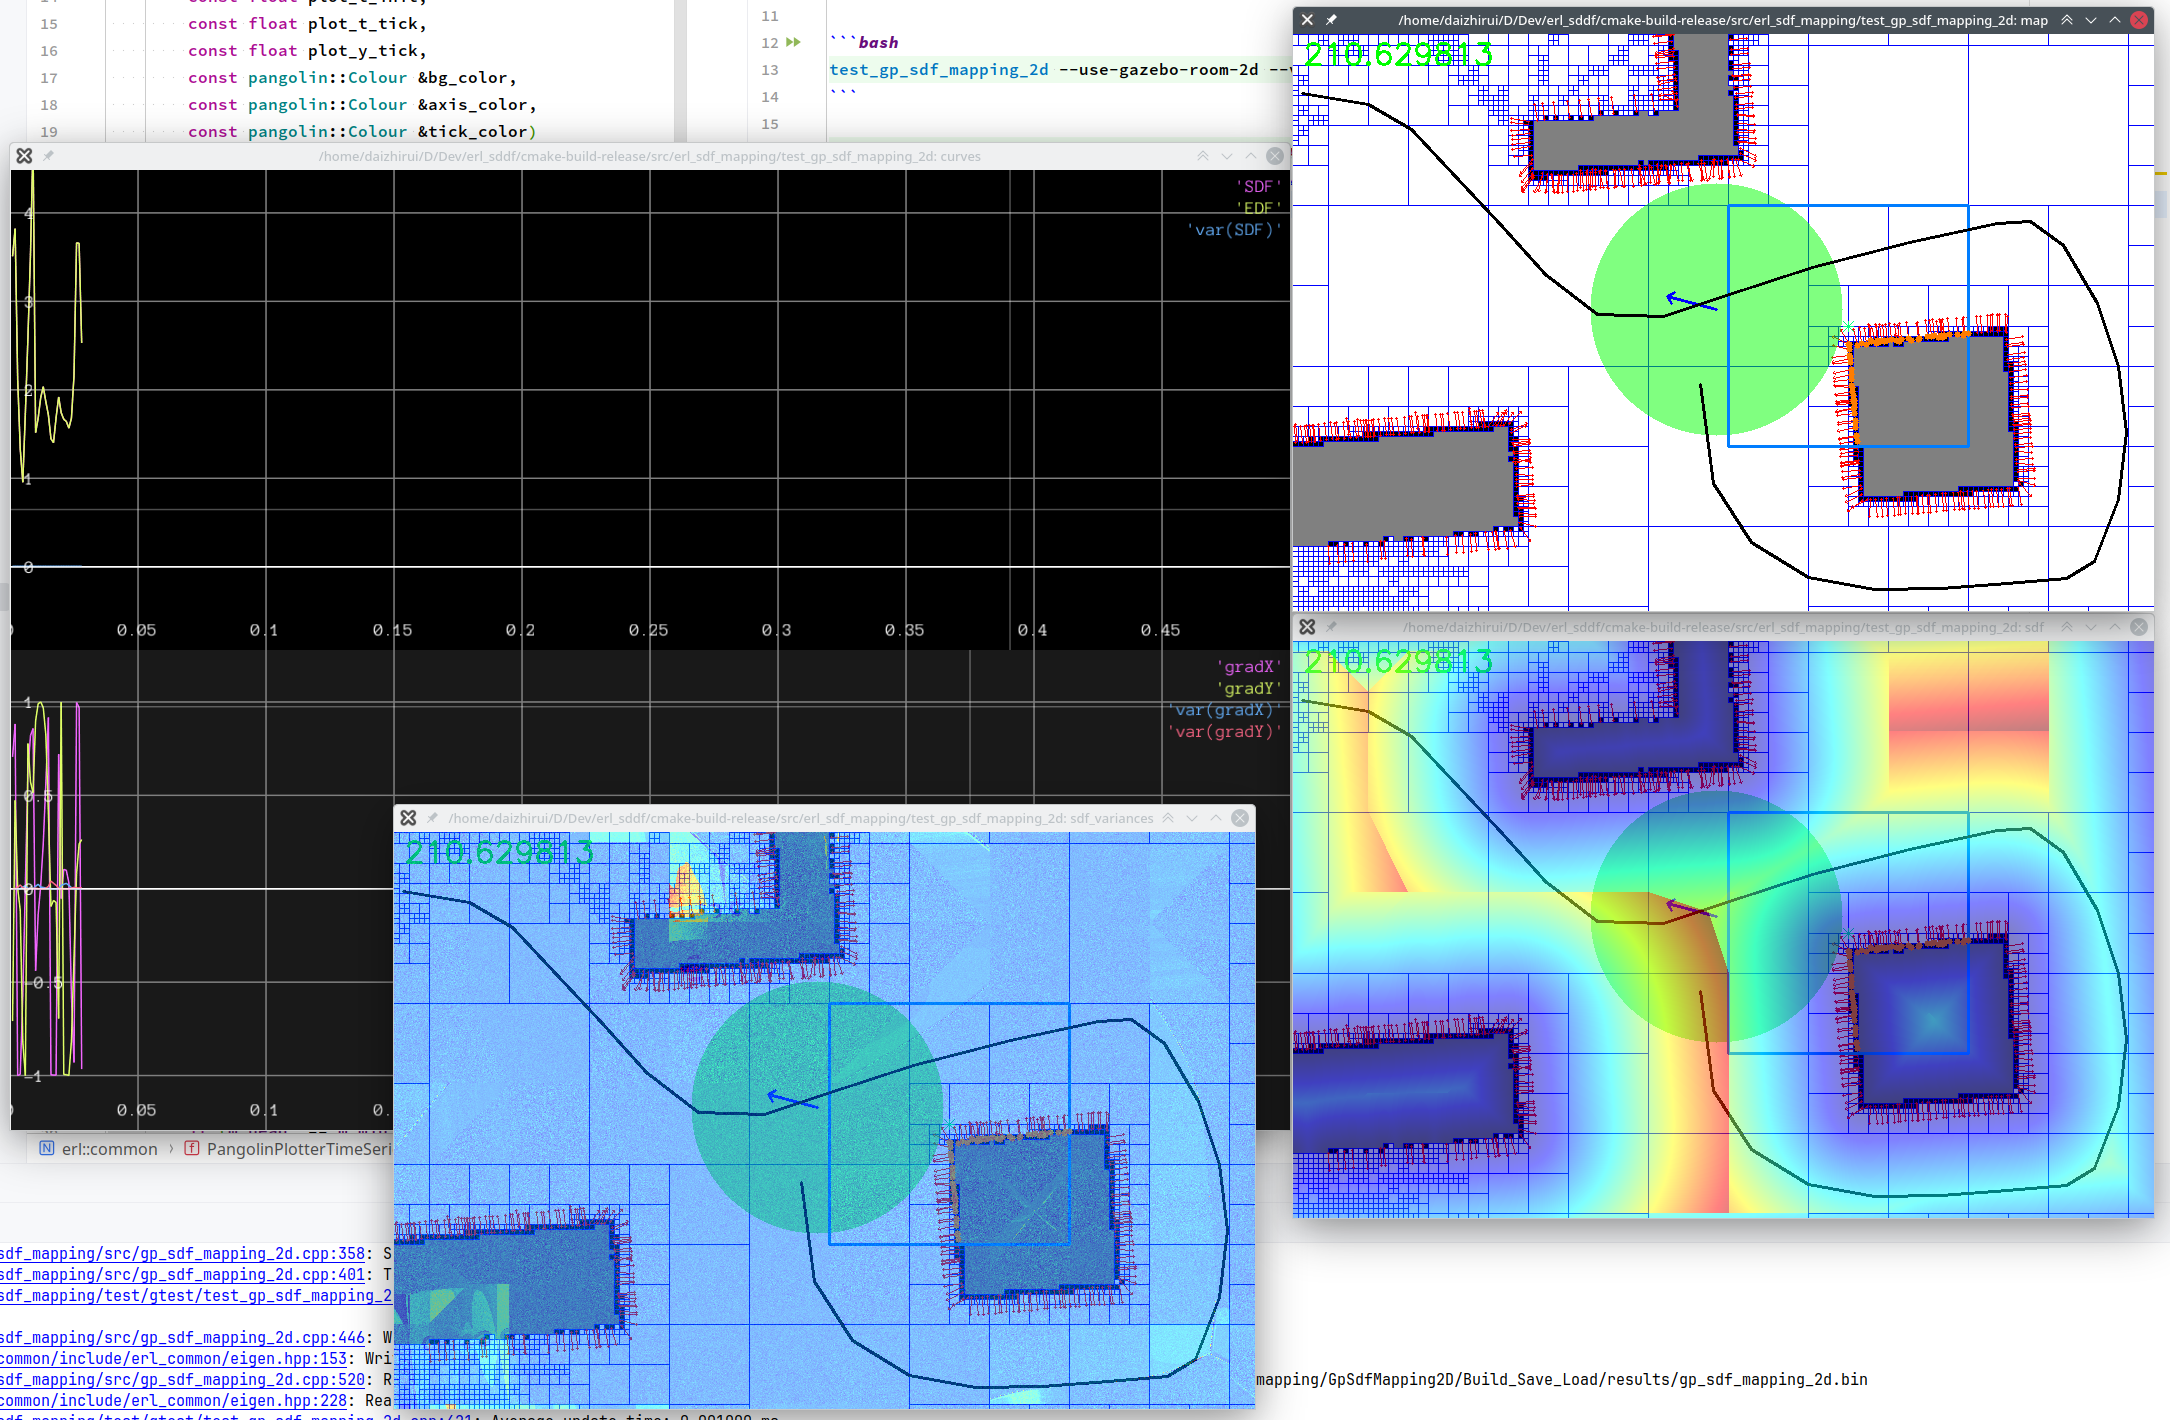 15 const float plot_t_tick,
16 const float plot_y_tick,
17 const pangolin::Colour &bg_color,
18 const pangolin::Colour &axis_color,
19 const pangolin::Colour &tick_color)
11
12 ```bash
13 test_gp_sdf_mapping_2d --use-gazebo-room-2d
14 ```
15
/home/daizhirui/D/Dev/erl_sddf/cmake-build-release/src/erl_sdf_mapping/test_gp_sdf_mapping_2d: map
210.629813
/home/daizhirui/D/Dev/erl_sddf/cmake-build-release/src/erl_sdf_mapping/test_gp_sdf_mapping_2d: curves
'SDF'
'EDF'
'var(SDF)'
4
3
2
1
0
0.05 0.1 0.15 0.2 0.25 0.3 0.35 0.4 0.45
'gradX'
'gradY'
'var(gradX)'
'var(gradY)'
1
0.5
0
-0.5
-1
0.05 0.1 0.
/home/daizhirui/D/Dev/erl_sddf/cmake-build-release/src/erl_sdf_mapping/test_gp_sdf_mapping_2d: sdf
210.629813
/home/daizhirui/D/Dev/erl_sddf/cmake-build-release/src/erl_sdf_mapping/test_gp_sdf_mapping_2d: sdf_variances
210.629813
N erl::common › f PangolinPlotterTimeSeri
sdf_mapping/src/gp_sdf_mapping_2d.cpp:358: S
sdf_mapping/src/gp_sdf_mapping_2d.cpp:401: T
sdf_mapping/test/gtest/test_gp_sdf_mapping_2
sdf_mapping/src/gp_sdf_mapping_2d.cpp:446: W
common/include/erl_common/eigen.hpp:153: Wri
sdf_mapping/src/gp_sdf_mapping_2d.cpp:520: R mapping/GpSdfMapping2D/Build_Save_Load/results/gp_sdf_mapping_2d.bin
common/include/erl_common/eigen.hpp:228: Rea